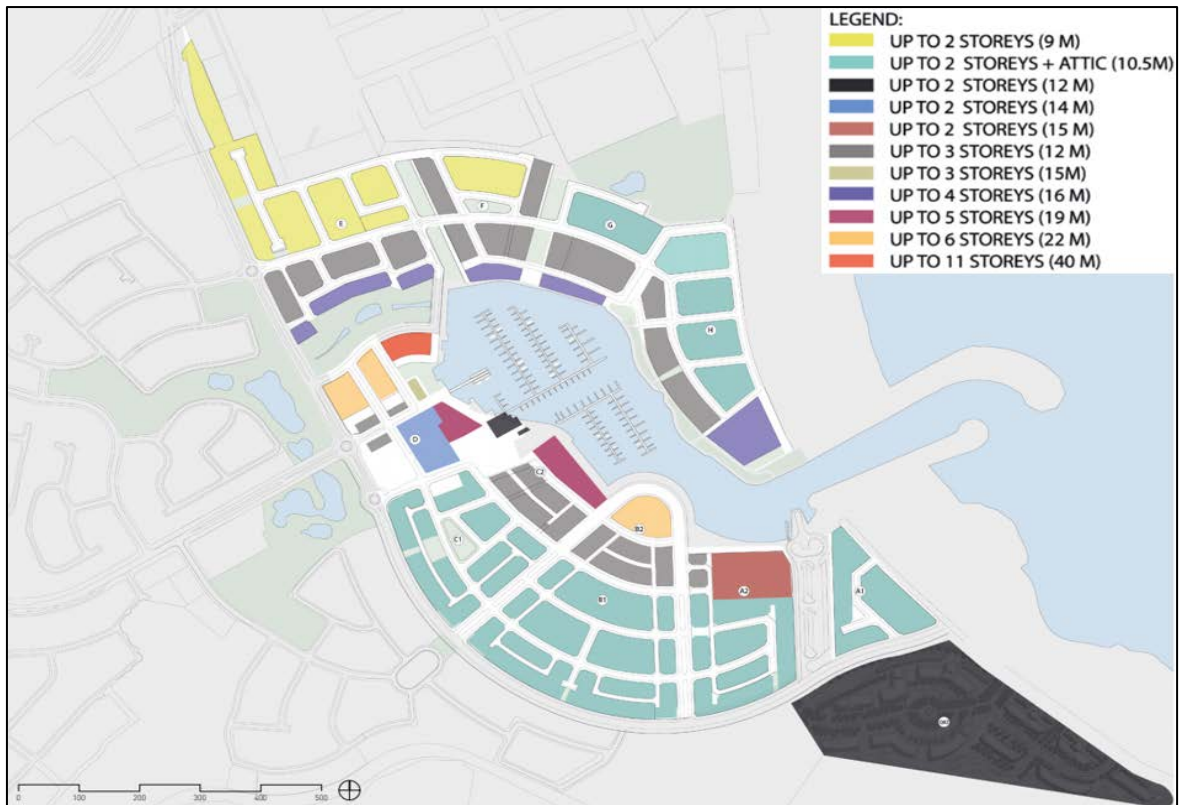 LEGEND:
UP TO 2 STOREYS (9 M)
UP TO 2 STOREYS + ATTIC (10.5M)
UP TO 2 STOREYS (12 M)
UP TO 2 STOREYS (14 M)
UP TO 2 STOREYS (15 M)
UP TO 3 STOREYS (12 M)
UP TO 3 STOREYS (15M)
UP TO 4 STOREYS (16 M)
UP TO 5 STOREYS (19 M)
UP TO 6 STOREYS (22 M)
UP TO 11 STOREYS (40 M)
F
E
G
H
D
C2
B2
C1
B1
A2
A1
0 100 200 300 400 500